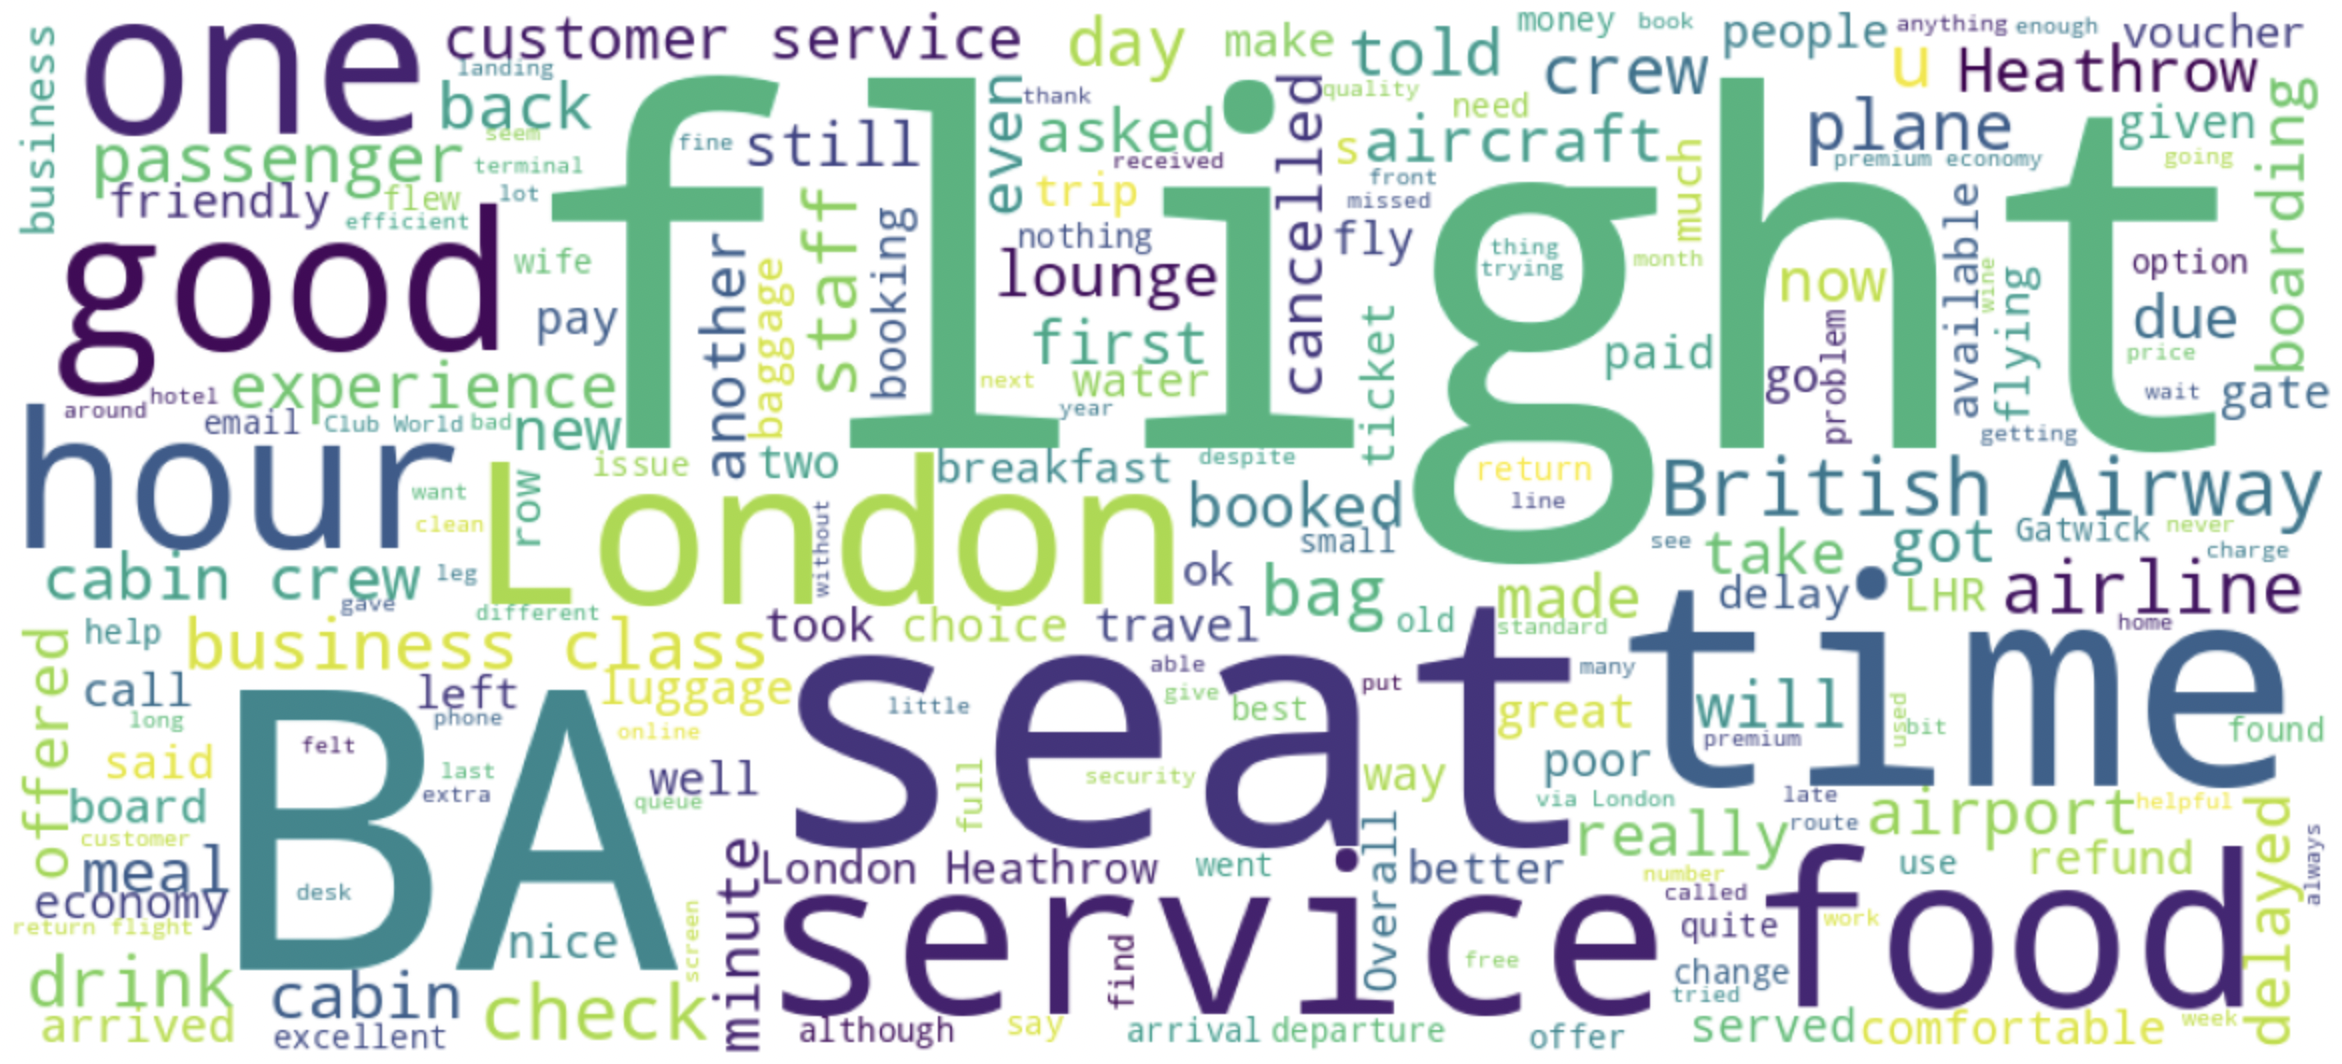 business
one
customer service
landing
back
day
make
told
money
book
crew
people
anything
enough
voucher
u
Heathrow
flight
passenger
seem
terminal
friendly
flew
lot
efficient
fine
still
even
thank
asked
received
trip
cancelled
quality
need
s
aircraft
front
missed
much
plane
premium economy
given
going
boarding
good
wife
pay
another
baggage
staff
booking
nothing
lounge
first
water
next
year
fly
ticket
thing
trying
month
now
paid
go
problem
available
wine
flying
option
due
price
wait
gate
getting
experience
hotel
around
email
Club World
bad
new
hour
want
clean
London
row
issue
two
without
breakfast
despite
booked
small
return
line
British Airway
see
take
got
Gatwick
never
charge
cabin crew
leg
gave
different
ok
bag
old
made
standard
delay
LHR
airline
home
offered
help
business class
took
choice
travel
call
long
left
phone
luggage
online
seat
able
give
little
best
put
security
full
many
great
time
will
premium
used
bit
found
said
board
customer
meal
economy
return flight
BA
felt
desk
last
extra
well
queue
nice
screen
minute
London Heathrow
went
Overall
way
poor
via London
really
better
late
route
airport
helpful
number
called
quite
use
refund
delayed
always
service
find
free
change
tried
food
work
drink
arrived
cabin
excellent
check
although
say
arrival
departure
offer
served
comfortable
week